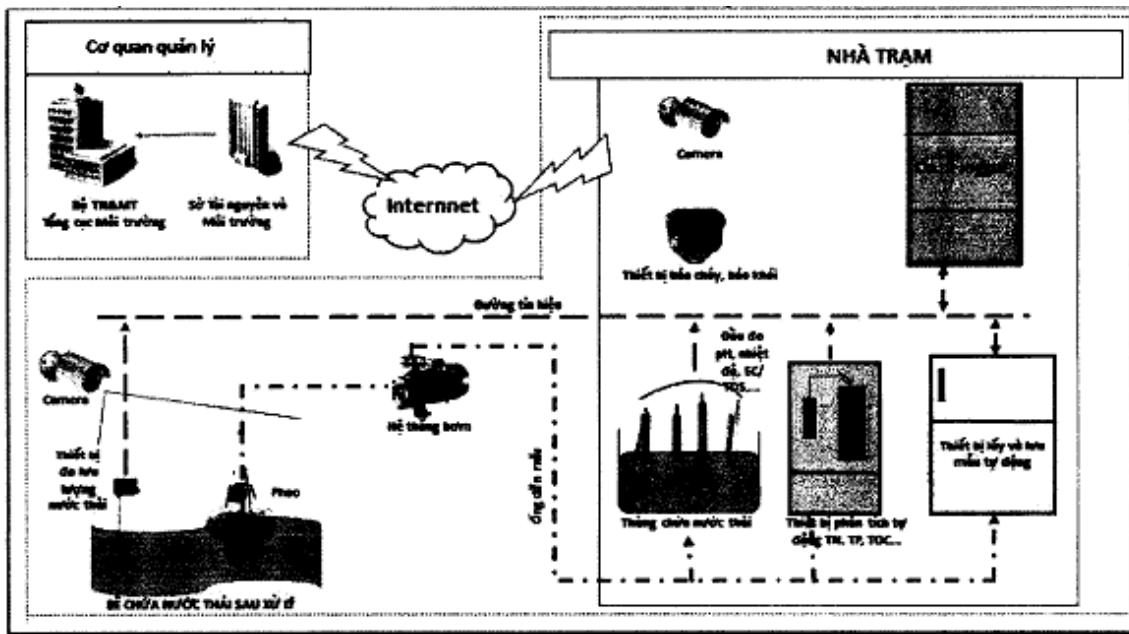 Cơ quan quản lý
NHÀ TRẠM
Bộ TN&MT
Tổng cục Môi trường
Sở Tài nguyên và
Môi trường
Internnet
Camera
Thiết bị báo cháy, báo khói
Đường tín hiệu
Camera
Hệ thống bơm
Thiết bị
đo lưu
lượng
nước thải
Phao
Ống dẫn mẫu
BỂ CHỨA NƯỚC THẢI SAU XỬ LÝ
Đầu đo
pH, nhiệt
độ, EC/
TDS,...
Thùng chứa nước thải
Thiết bị phân tích tự
động TN, TP, TOC...
Thiết bị lấy và lưu
mẫu tự động